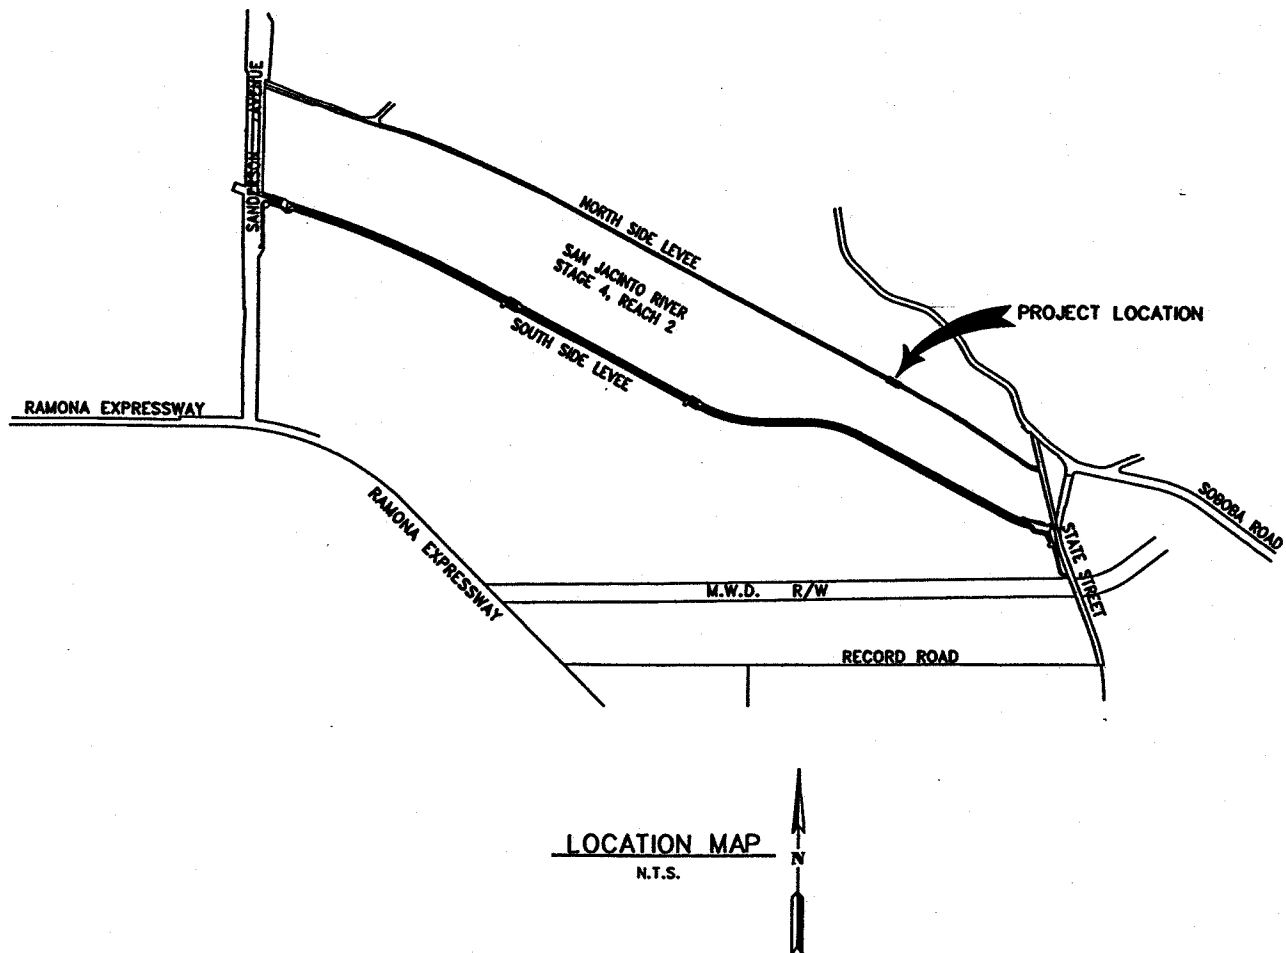 SANDERSON AVENUE
NORTH SIDE LEVEE
SAN JACINTO RIVER
STAGE 4, REACH 2
PROJECT LOCATION
SOUTH SIDE LEVEE
RAMONA EXPRESSWAY
RAMONA EXPRESSWAY
SOBOBA ROAD
STATE STREET
M.W.D. R/W
RECORD ROAD
LOCATION MAP
N.T.S.
N